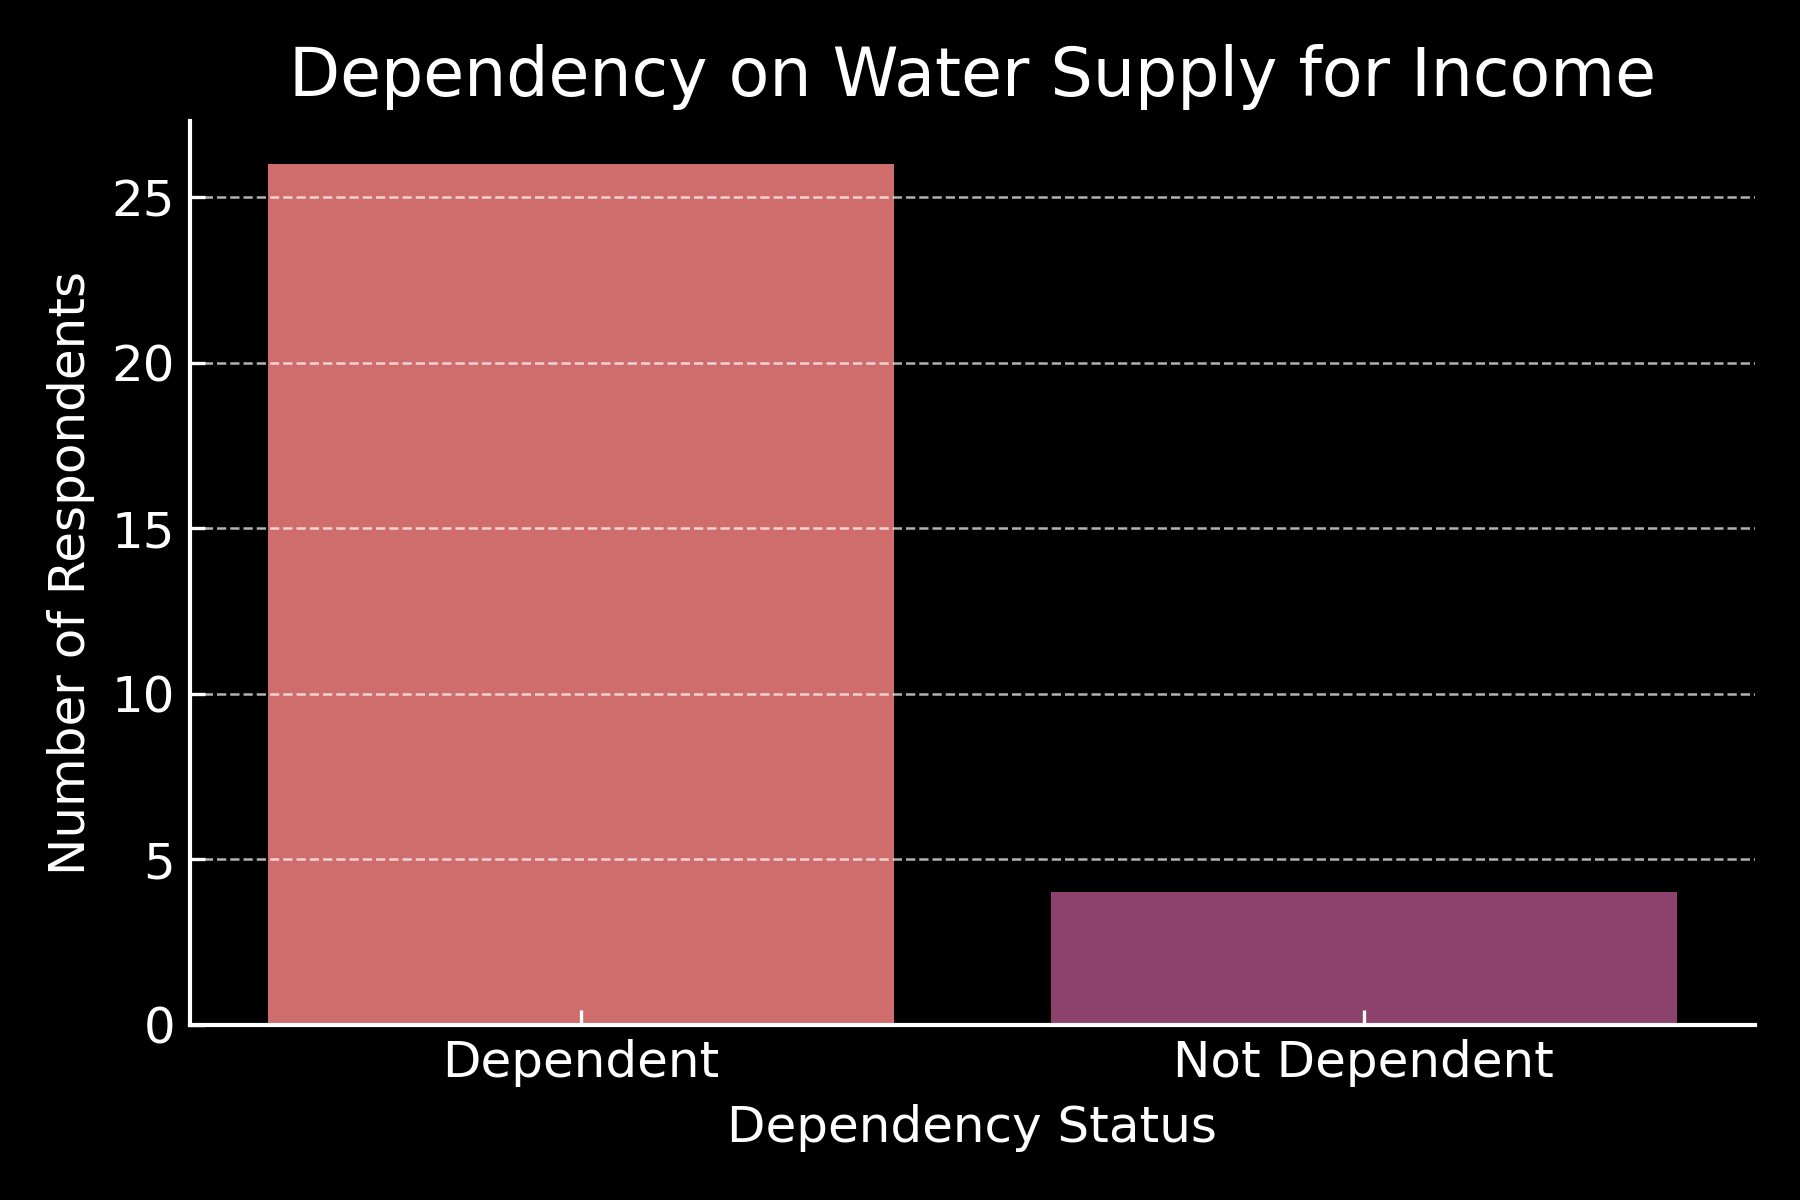 Dependency on Water Supply for Income
Number of Respondents
25
20
15
10
5
0
Dependent
Not Dependent
Dependency Status